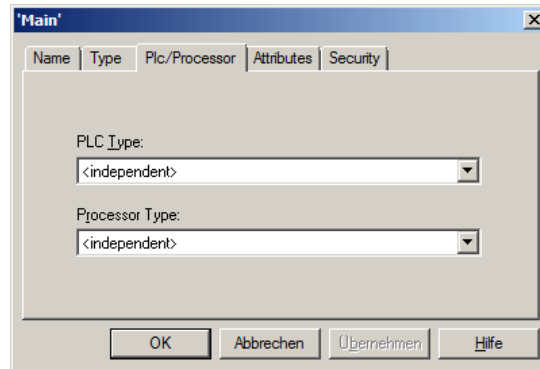 'Main'
Name Type Plc/Processor Attributes Security
PLC Type:
<independent>
Processor Type:
<independent>
OK Abbrechen Übernehmen Hilfe